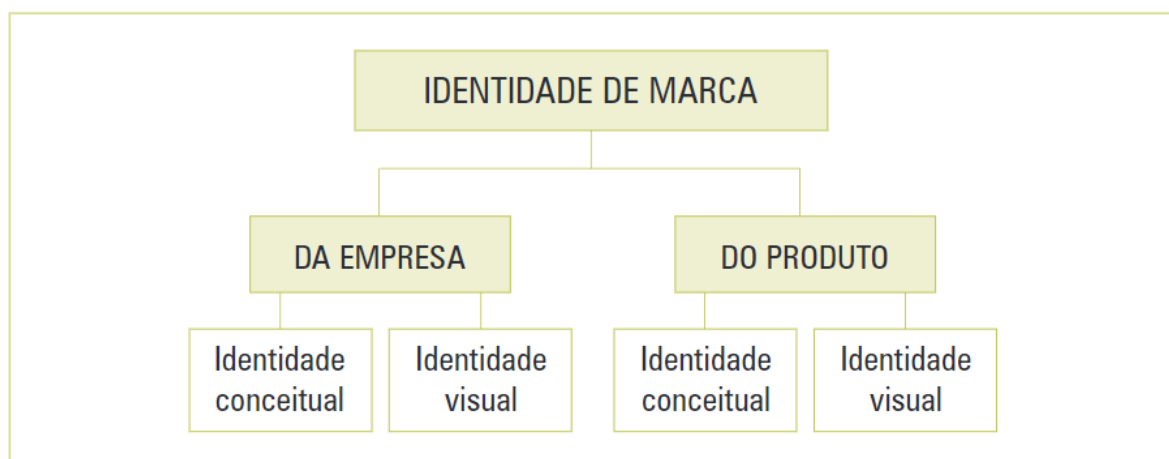 IDENTIDADE DE MARCA
DA EMPRESA
DO PRODUTO
Identidade
conceitual
Identidade
visual
Identidade
conceitual
Identidade
visual